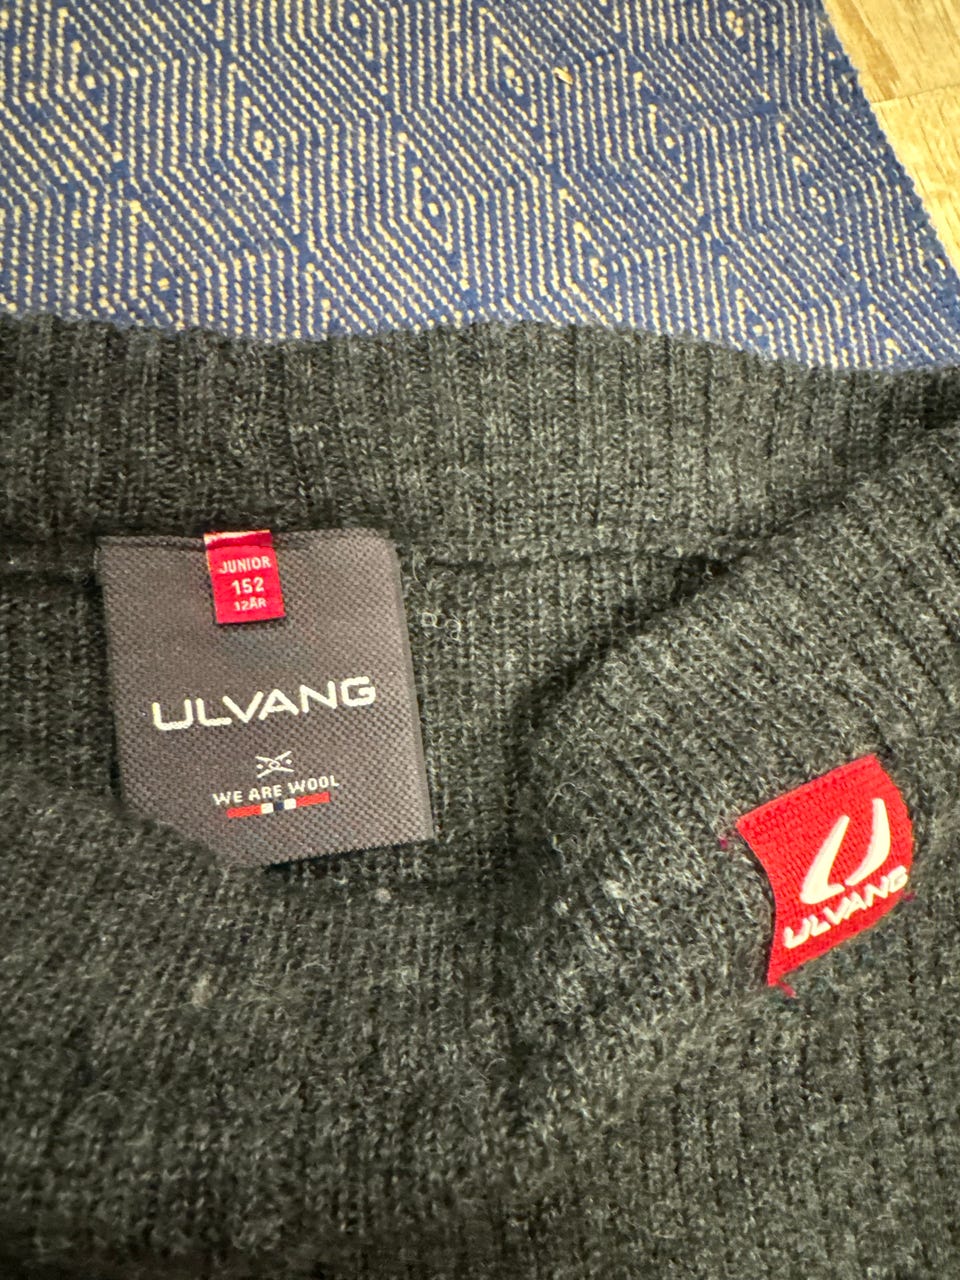 JUNIOR
152
12ÅR
ULVANG
WE ARE WOOL
ULVANG